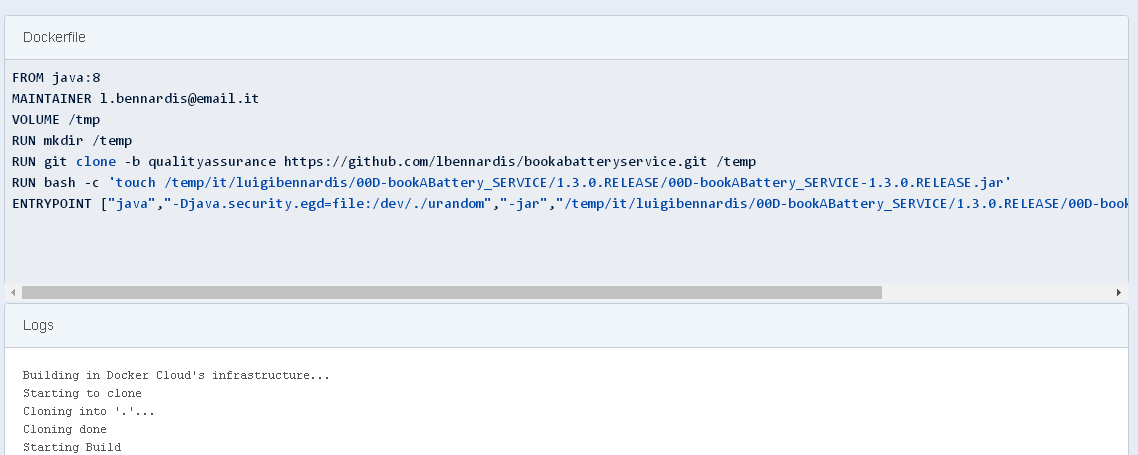 Dockerfile
FROM java:8
MAINTAINER l.bennardis@email.it
VOLUME /tmp
RUN mkdir /temp
RUN git clone -b qualityassurance https://github.com/lbennardis/bookabatteryservice.git /temp
RUN bash -c 'touch /temp/it/luigibennardis/00D-bookABattery_SERVICE/1.3.0.RELEASE/00D-bookABattery_SERVICE-1.3.0.RELEASE.jar'
ENTRYPOINT ["java","-Djava.security.egd=file:/dev/./urandom","-jar","/temp/it/luigibennardis/00D-bookABattery_SERVICE/1.3.0.RELEASE/00D-book
Logs
Building in Docker Cloud's infrastructure...
Starting to clone
Cloning into '.'...
Cloning done
Starting Build